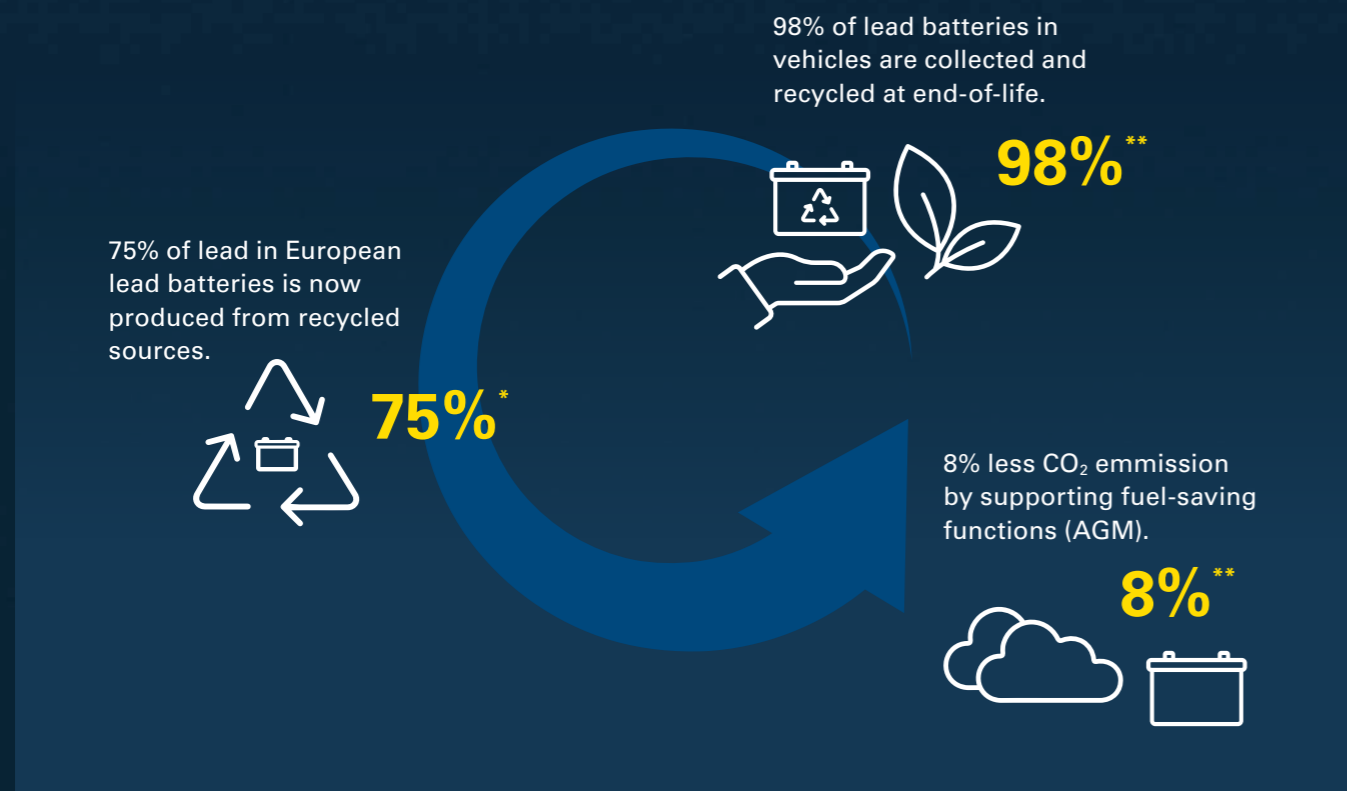 98% of lead batteries in
vehicles are collected and
recycled at end-of-life.
98%**
75% of lead in European
lead batteries is now
produced from recycled
sources.
75%*
8% less CO₂ emmission
by supporting fuel-saving
functions (AGM).
8%**